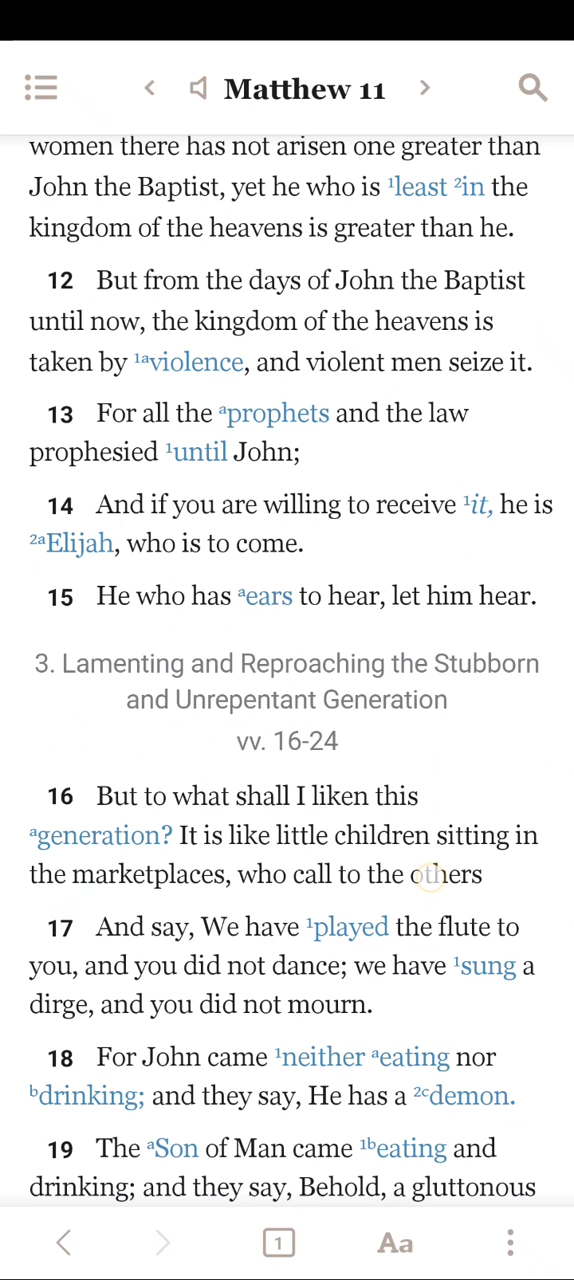 Matthew 11
women there has not arisen one greater than
John the Baptist, yet he who is ¹least ²in the
kingdom of the heavens is greater than he.
12 But from the days of John the Baptist
until now, the kingdom of the heavens is
taken by ¹ᵃviolence, and violent men seize it.
13 For all the ᵃprophets and the law
prophesied ¹until John;
14 And if you are willing to receive ¹it, he is
²ᵃElijah, who is to come.
15 He who has ᵃears to hear, let him hear.
3. Lamenting and Reproaching the Stubborn
and Unrepentant Generation
vv. 16-24
16 But to what shall I liken this
ᵃgeneration? It is like little children sitting in
the marketplaces, who call to the others
17 And say, We have ¹played the flute to
you, and you did not dance; we have ¹sung a
dirge, and you did not mourn.
18 For John came ¹neither ᵃeating nor
ᵇdrinking; and they say, He has a ²ᶜdemon.
19 The ᵃSon of Man came ¹ᵇeating and
drinking; and they say, Behold, a gluttonous
1 Aa